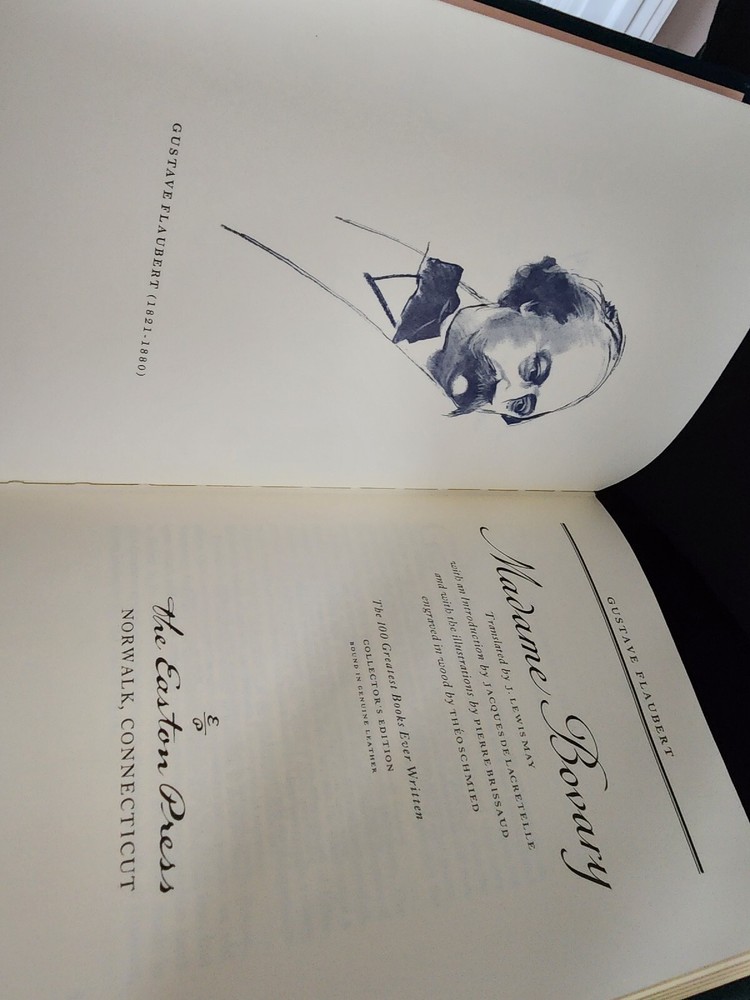 GUSTAVE FLAUBERT (1821-1880)
GUSTAVE FLAUBERT
Madame Bovary
Translated by J. LEWIS MAY
with an Introduction by JACQUES DE LACRETELLE
and with the illustrations by PIERRE BRISSAUD
engraved in wood by THÉO SCHMIED
The 100 Greatest Books Ever Written
COLLECTOR'S EDITION
BOUND IN GENUINE LEATHER
EP
the Easton Press
NORWALK, CONNECTICUT